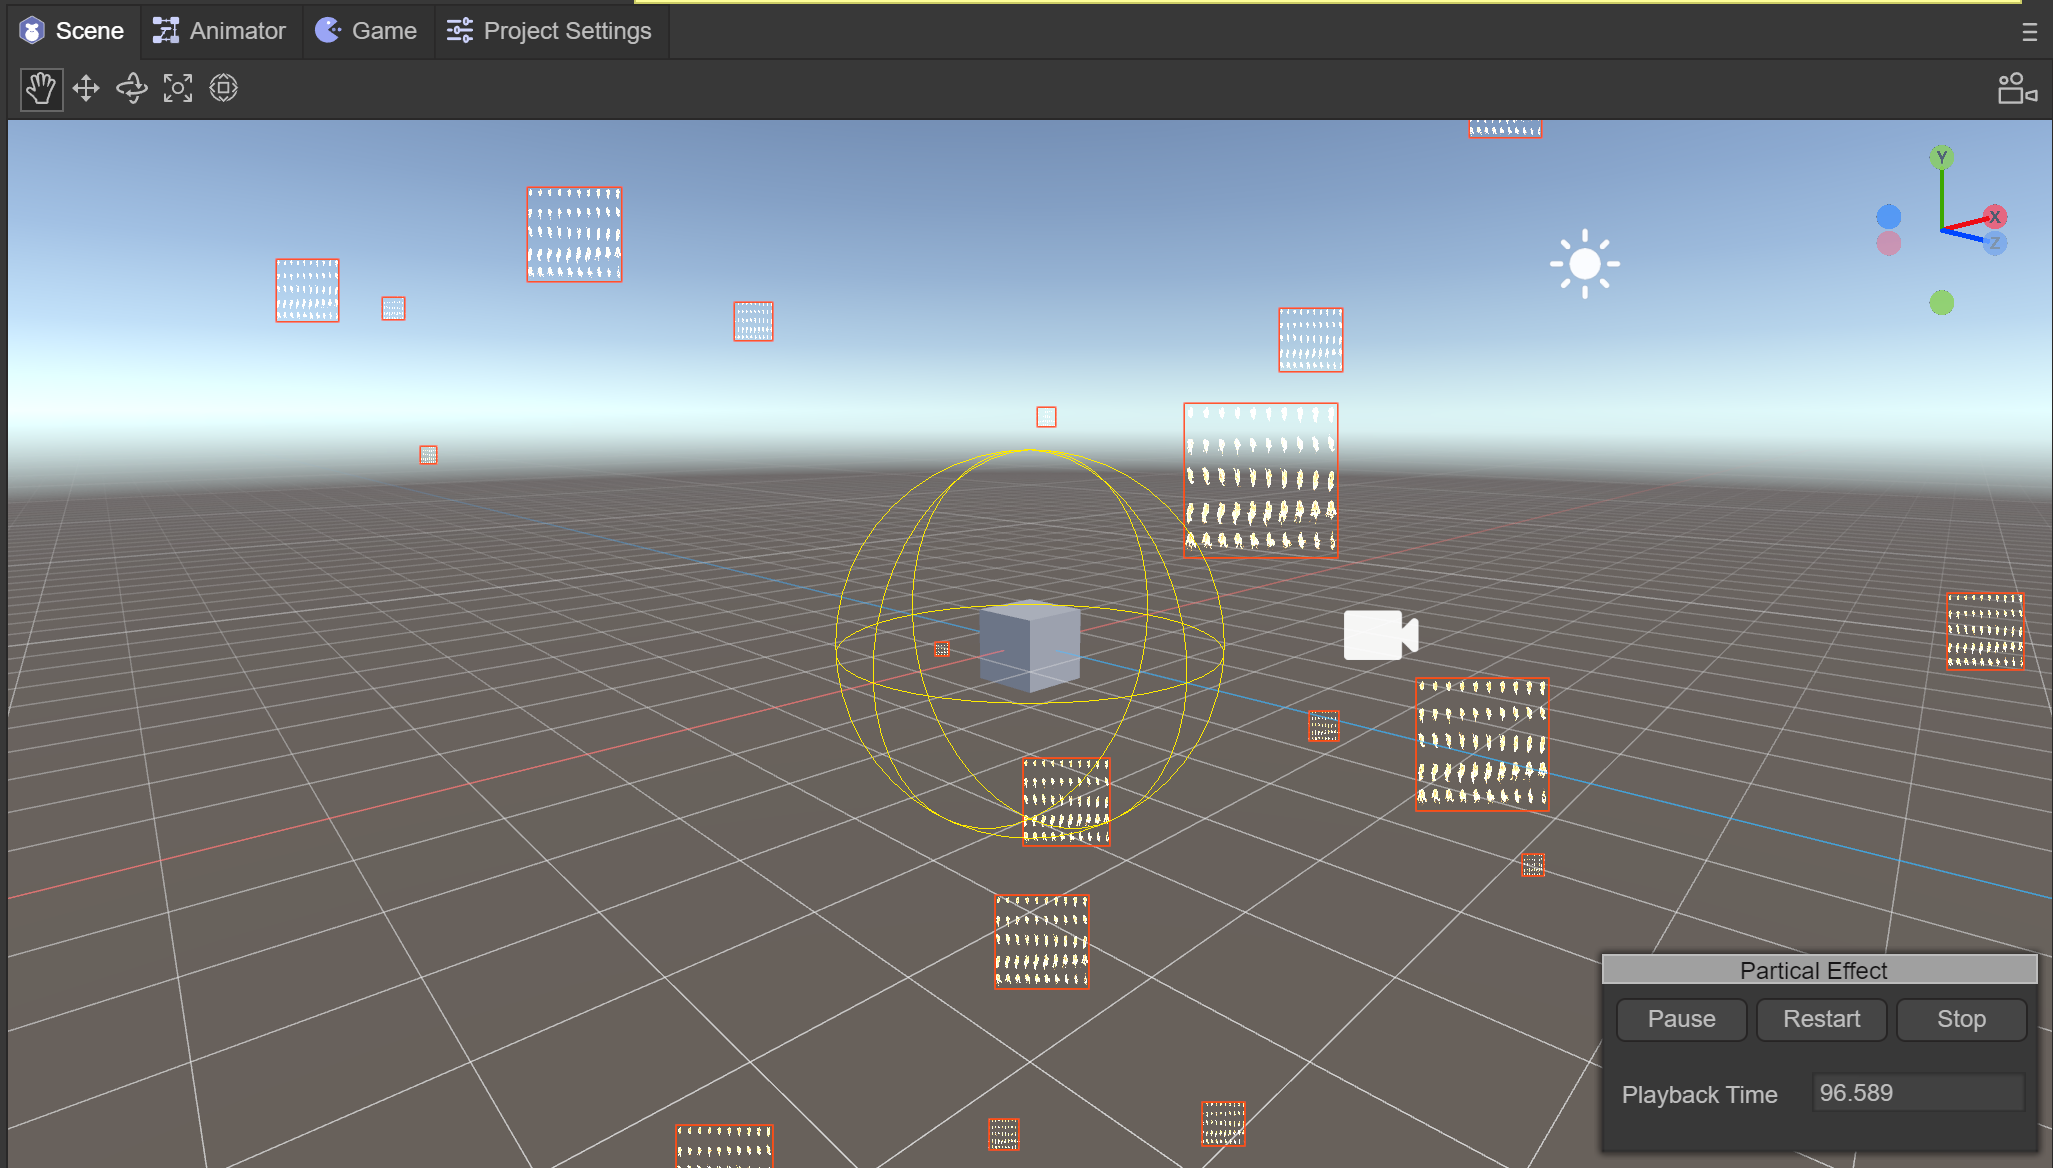 Scene Animator Game Project Settings
Y
X
Z
Partical Effect
Pause Restart Stop
Playback Time 96.589